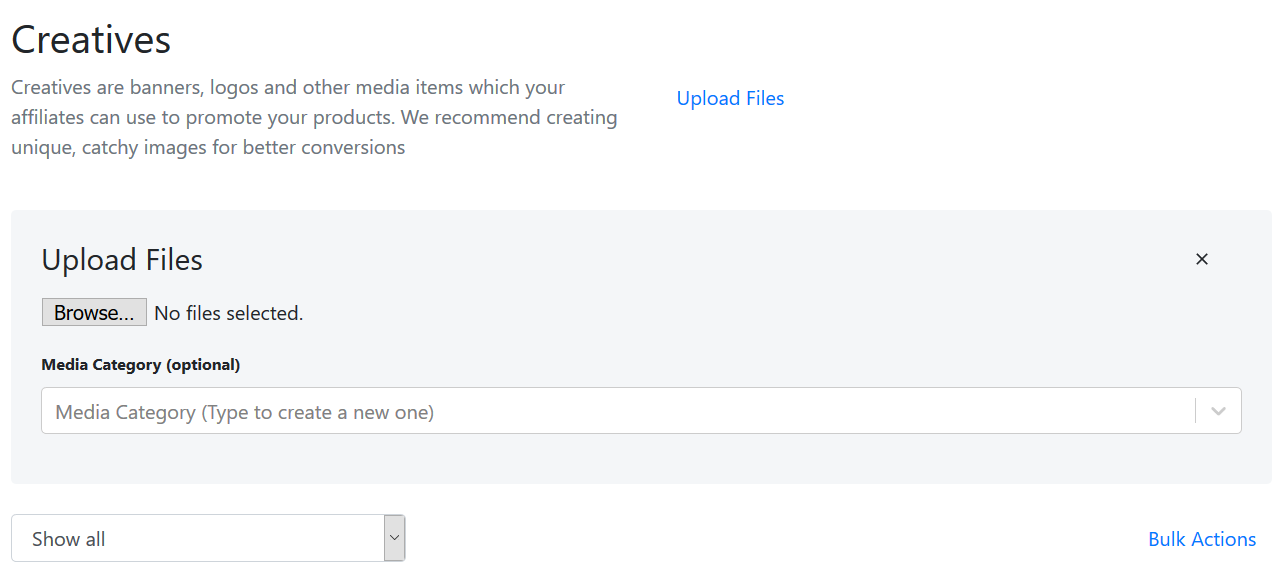 Creatives
Creatives are banners, logos and other media items which your
affiliates can use to promote your products. We recommend creating
unique, catchy images for better conversions
Upload Files
Upload Files
Browse... No files selected.
Media Category (optional)
Media Category (Type to create a new one)
Show all
Bulk Actions